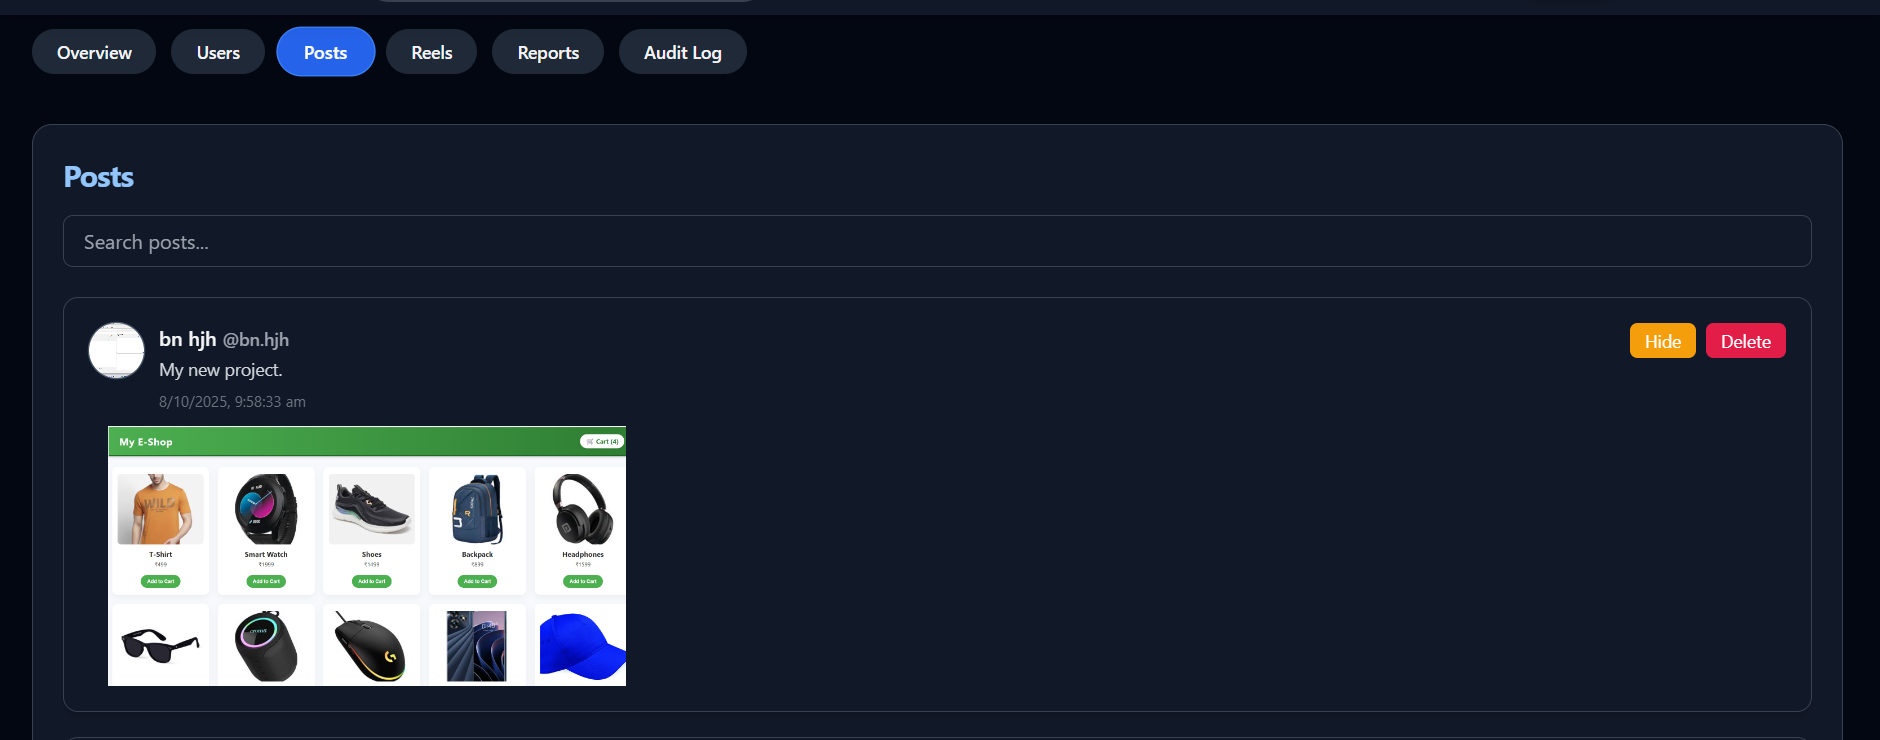 Overview Users Posts Reels Reports Audit Log
Posts
Search posts...
bn hjh @bn.hjh
Hide Delete
My new project.
8/10/2025, 9:58:33 am
My E-Shop
Cart (4)
WILD
T-Shirt Smart Watch Shoes Backpack Headphones
₹499 ₹1999 ₹1499 ₹899 ₹1599
Add to Cart Add to Cart Add to Cart Add to Cart Add to Cart